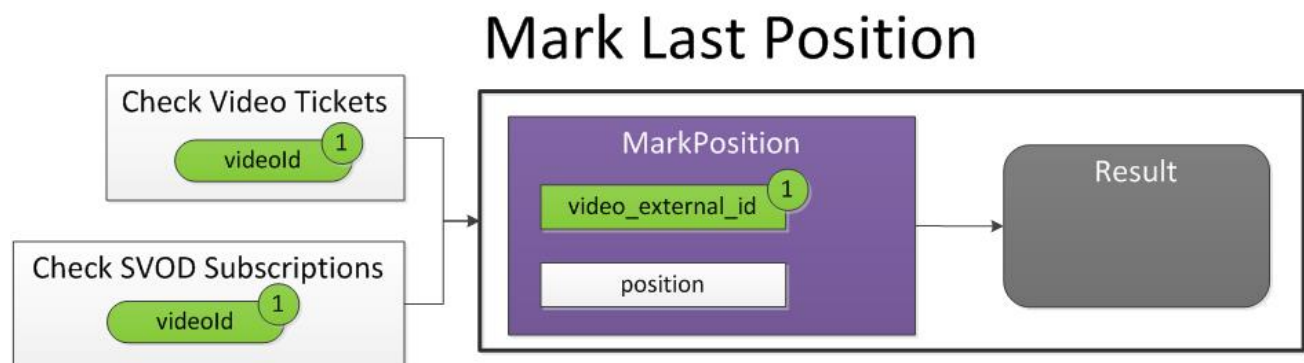 Mark Last Position
Check Video Tickets
1
videoId
Check SVOD Subscriptions
1
videoId
MarkPosition
1
video_external_id
position
Result